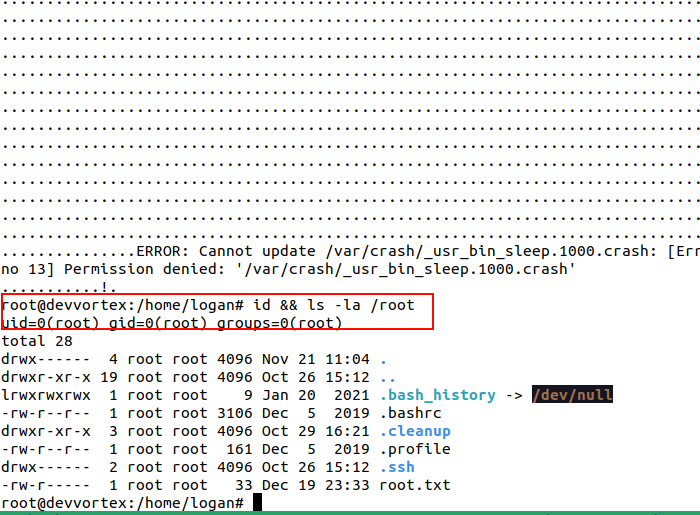 ..............................................................................
..............................................................................
..............................................................................
..............................................................................
..............................................................................
..............................................................................
..............................................................................
..............................................................................
..............................................................................
..............................................................................
..............................................................................
..............................................................................
..............................................................................
..............................................................................
...............ERROR: Cannot update /var/crash/_usr_bin_sleep.1000.crash: [Err
no 13] Permission denied: '/var/crash/_usr_bin_sleep.1000.crash'
...........!.
root@devvortex:/home/logan# id && ls -la /root
uid=0(root) gid=0(root) groups=0(root)
total 28
drwx------  4 root root 4096 Nov 21 11:04 .
drwxr-xr-x 19 root root 4096 Oct 26 15:12 ..
lrwxrwxrwx  1 root root    9 Jan 20  2021 .bash_history -> /dev/null
-rw-r--r--  1 root root 3106 Dec  5  2019 .bashrc
drwxr-xr-x  3 root root 4096 Oct 29 16:21 .cleanup
-rw-r--r--  1 root root  161 Dec  5  2019 .profile
drwx------  2 root root 4096 Oct 26 15:12 .ssh
-rw-r-----  1 root root   33 Dec 19 23:33 root.txt
root@devvortex:/home/logan#